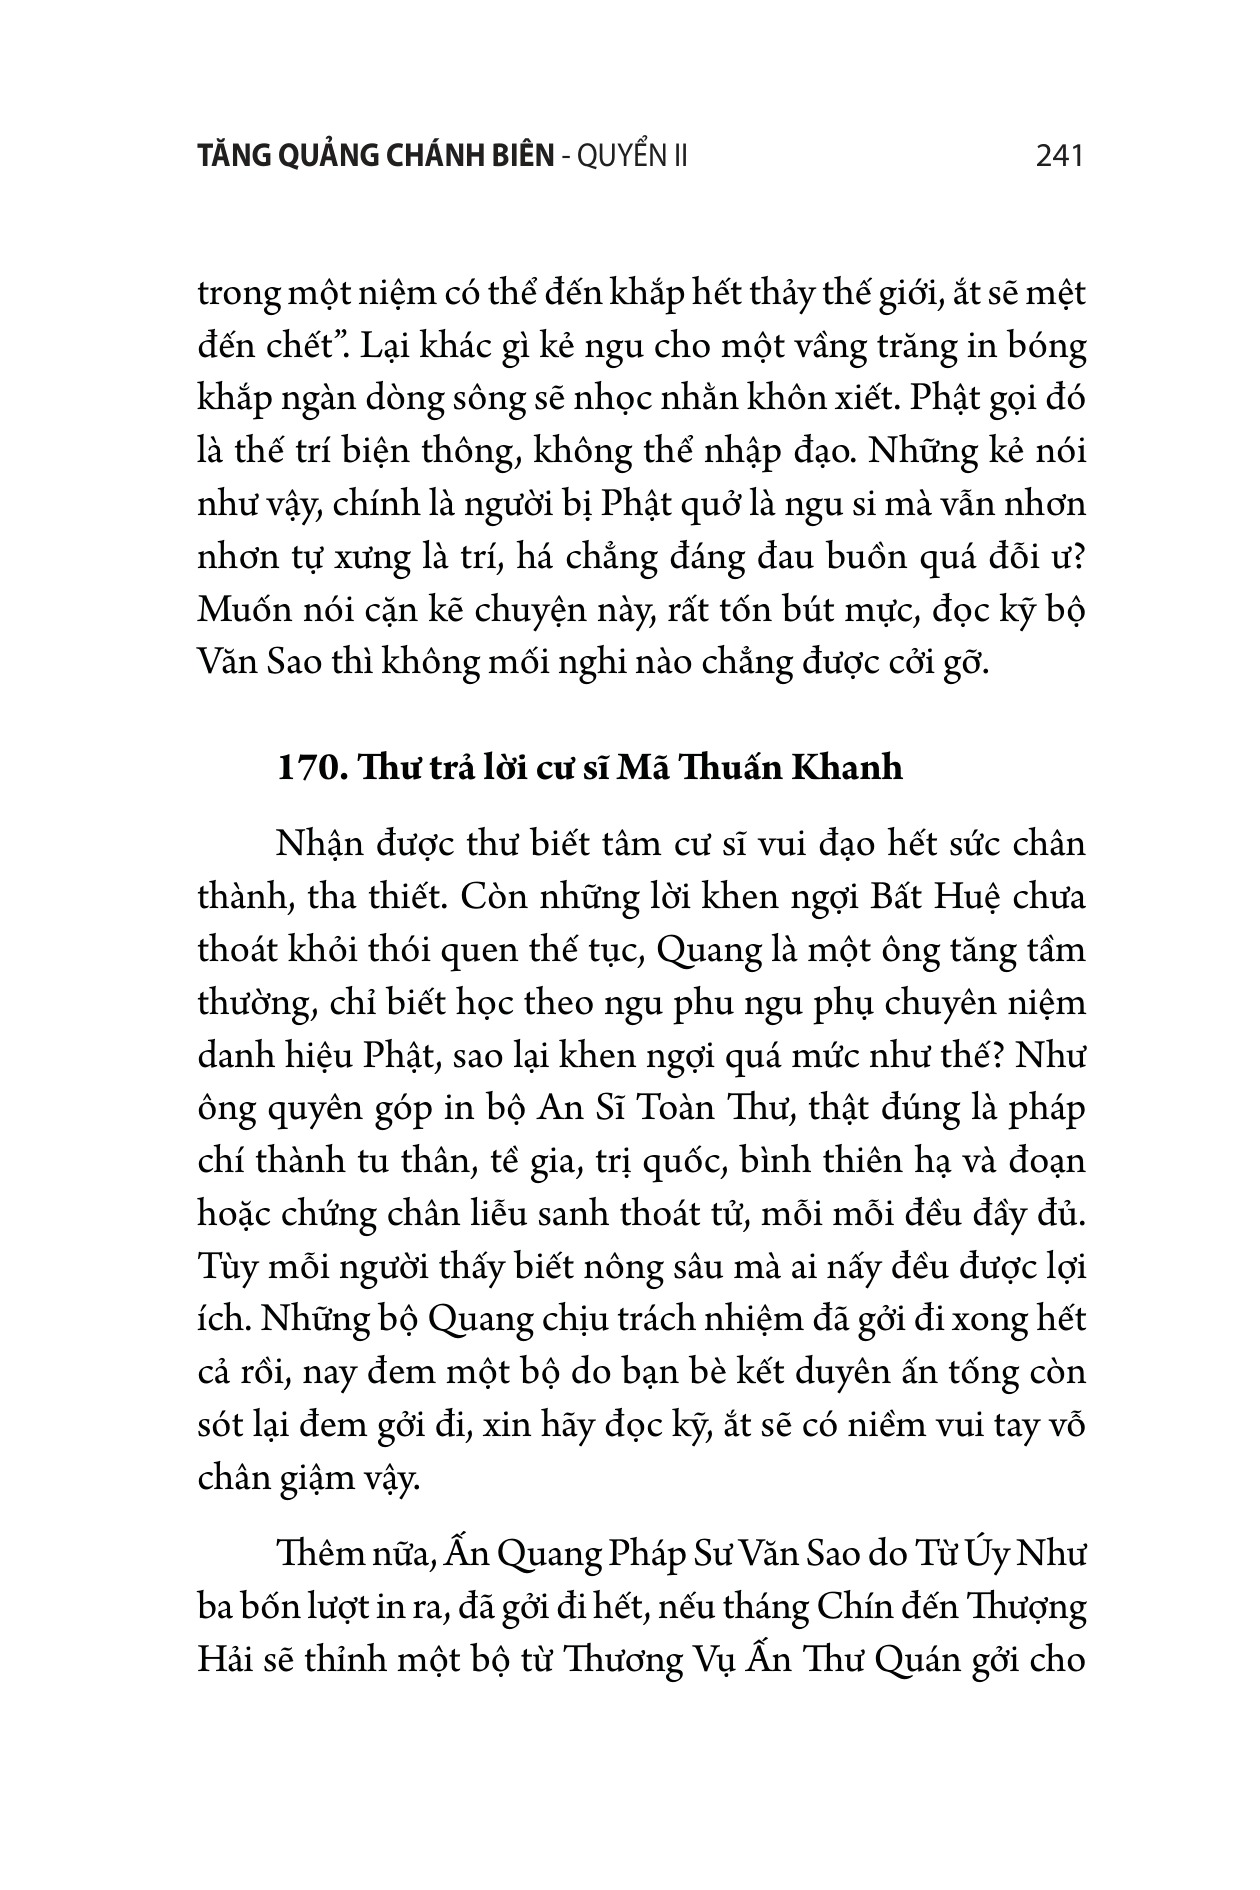 TĂNG QUẢNG CHÁNH BIÊN - QUYỂN II 241
trong một niệm có thể đến khắp hết thảy thế giới, ắt sẽ mệt
đến chết”. Lại khác gì kẻ ngu cho một vầng trăng in bóng
khắp ngàn dòng sông sẽ nhọc nhằn khôn xiết. Phật gọi đó
là thế trí biện thông, không thể nhập đạo. Những kẻ nói
như vậy, chính là người bị Phật quở là ngu si mà vẫn nhơn
nhơn tự xưng là trí, há chẳng đáng đau buồn quá đỗi ư?
Muốn nói cặn kẽ chuyện này, rất tốn bút mực, đọc kỹ bộ
Văn Sao thì không mối nghi nào chẳng được cởi gỡ.
170. Thư trả lời cư sĩ Mã Thuấn Khanh
Nhận được thư biết tâm cư sĩ vui đạo hết sức chân
thành, tha thiết. Còn những lời khen ngợi Bất Huệ chưa
thoát khỏi thói quen thế tục, Quang là một ông tăng tầm
thường, chỉ biết học theo ngu phu ngu phụ chuyên niệm
danh hiệu Phật, sao lại khen ngợi quá mức như thế? Như
ông quyên góp in bộ An Sĩ Toàn Thư, thật đúng là pháp
chí thành tu thân, tề gia, trị quốc, bình thiên hạ và đoạn
hoặc chứng chân liễu sanh thoát tử, mỗi mỗi đều đầy đủ.
Tùy mỗi người thấy biết nông sâu mà ai nấy đều được lợi
ích. Những bộ Quang chịu trách nhiệm đã gởi đi xong hết
cả rồi, nay đem một bộ do bạn bè kết duyên ấn tống còn
sót lại đem gởi đi, xin hãy đọc kỹ, ắt sẽ có niềm vui tay vỗ
chân giậm vậy.
Thêm nữa, Ấn Quang Pháp Sư Văn Sao do Từ Úy Như
ba bốn lượt in ra, đã gởi đi hết, nếu tháng Chín đến Thượng
Hải sẽ thỉnh một bộ từ Thương Vụ Ấn Thư Quán gởi cho